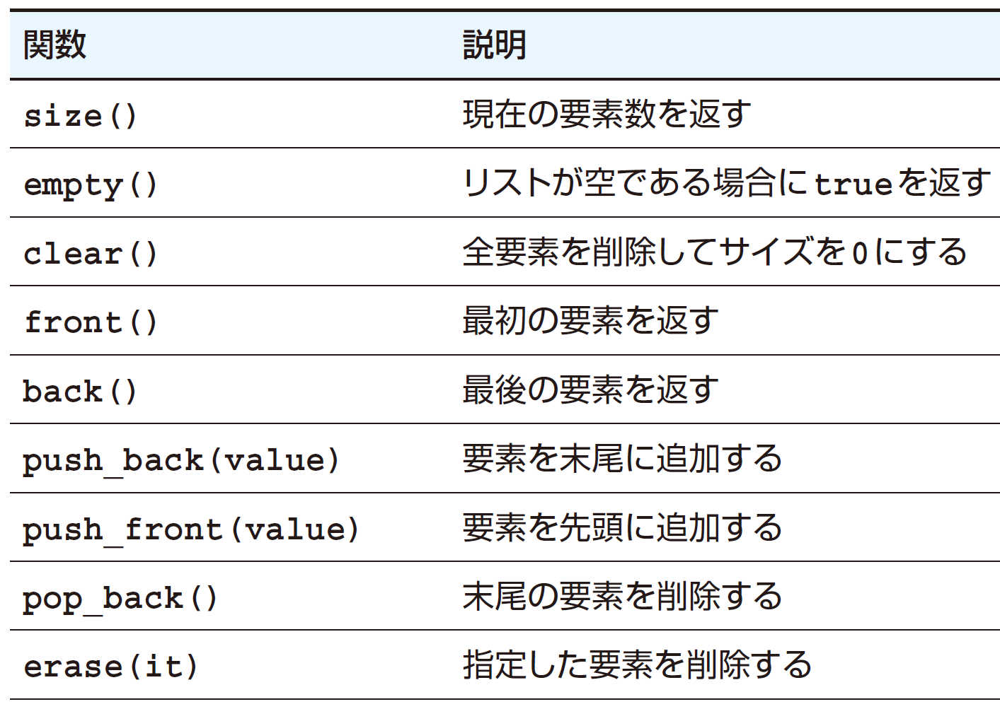 関数 説明
size() 現在の要素数を返す
empty() リストが空である場合にtrueを返す
clear() 全要素を削除してサイズを0にする
front() 最初の要素を返す
back() 最後の要素を返す
push_back(value) 要素を末尾に追加する
push_front(value) 要素を先頭に追加する
pop_back() 末尾の要素を削除する
erase(it) 指定した要素を削除する